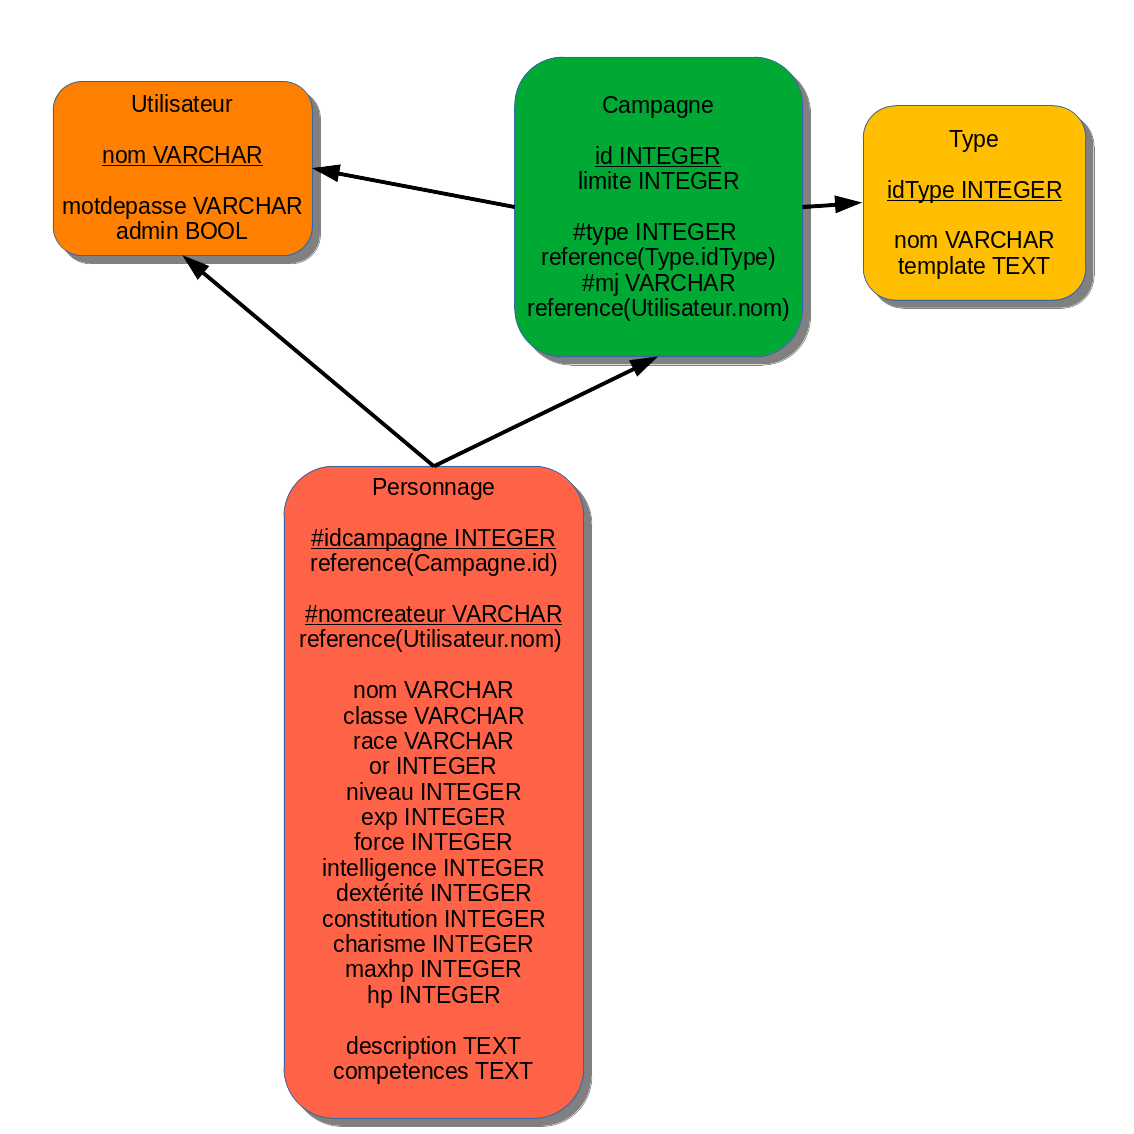 Utilisateur
nom VARCHAR
motdepasse VARCHAR
admin BOOL
Campagne
id INTEGER
limite INTEGER
#type INTEGER
reference(Type.idType)
#mj VARCHAR
reference(Utilisateur.nom)
Type
idType INTEGER
nom VARCHAR
template TEXT
Personnage
#idcampagne INTEGER
reference(Campagne.id)
#nomcreateur VARCHAR
reference(Utilisateur.nom)
nom VARCHAR
classe VARCHAR
race VARCHAR
or INTEGER
niveau INTEGER
exp INTEGER
force INTEGER
intelligence INTEGER
dextérité INTEGER
constitution INTEGER
charisme INTEGER
maxhp INTEGER
hp INTEGER
description TEXT
competences TEXT